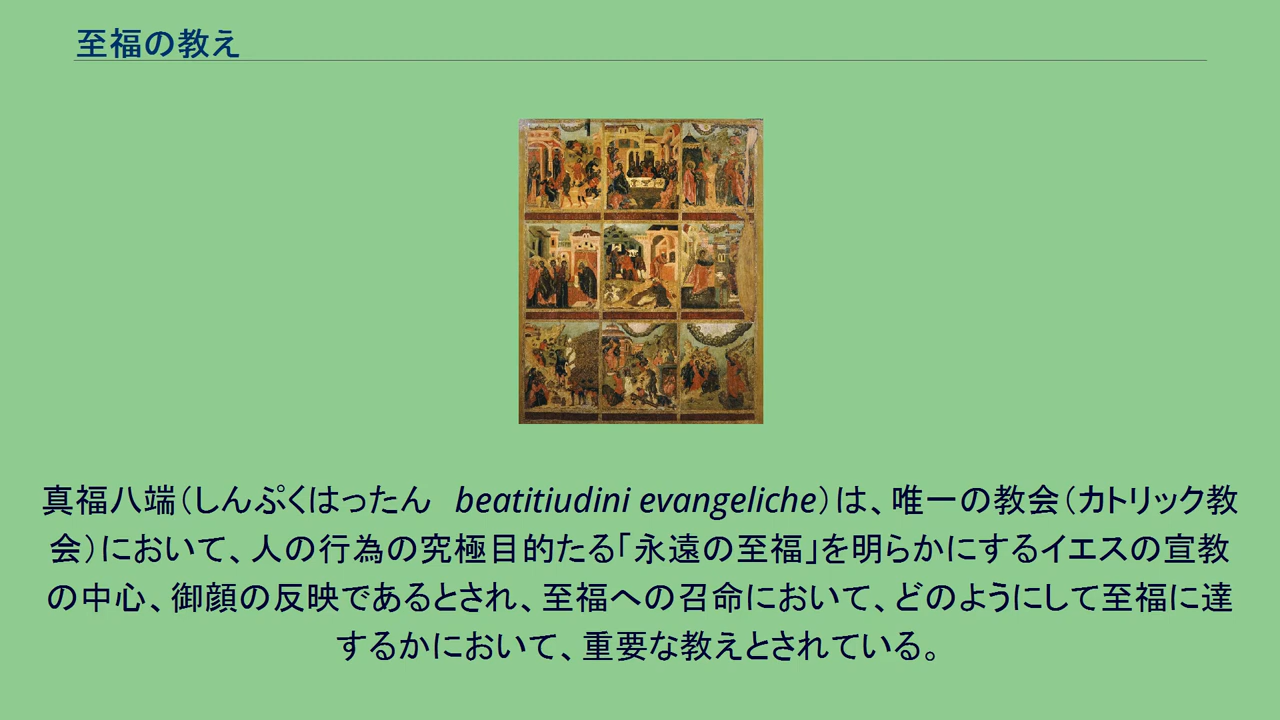 至福の教え
真福八端（しんぷくはったん　beatitiudini evangeliche）は、唯一の教会（カトリック教
会）において、人の行為の究極目的たる「永遠の至福」を明らかにするイエスの宣教
の中心、御顔の反映であるとされ、至福への召命において、どのようにして至福に達
するかにおいて、重要な教えとされている。